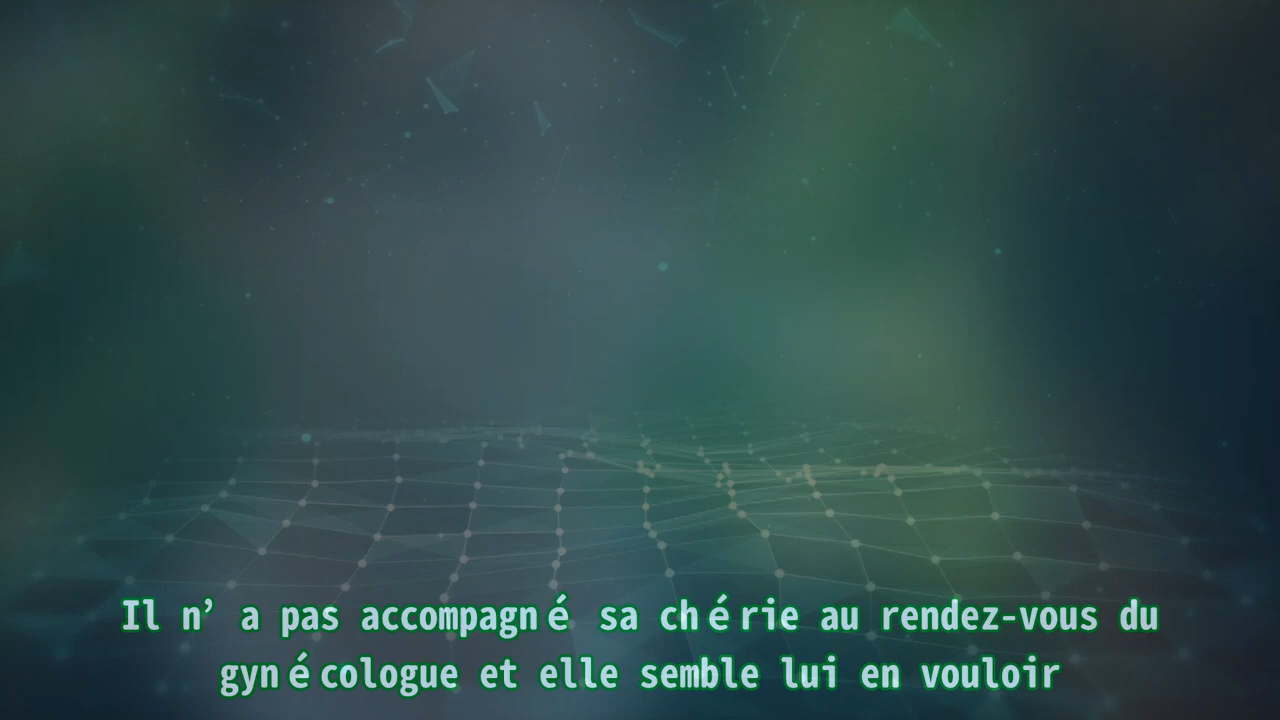 Il n’ a pas accompagné sa chérie au rendez-vous du
gynécologue et elle semble lui en vouloir